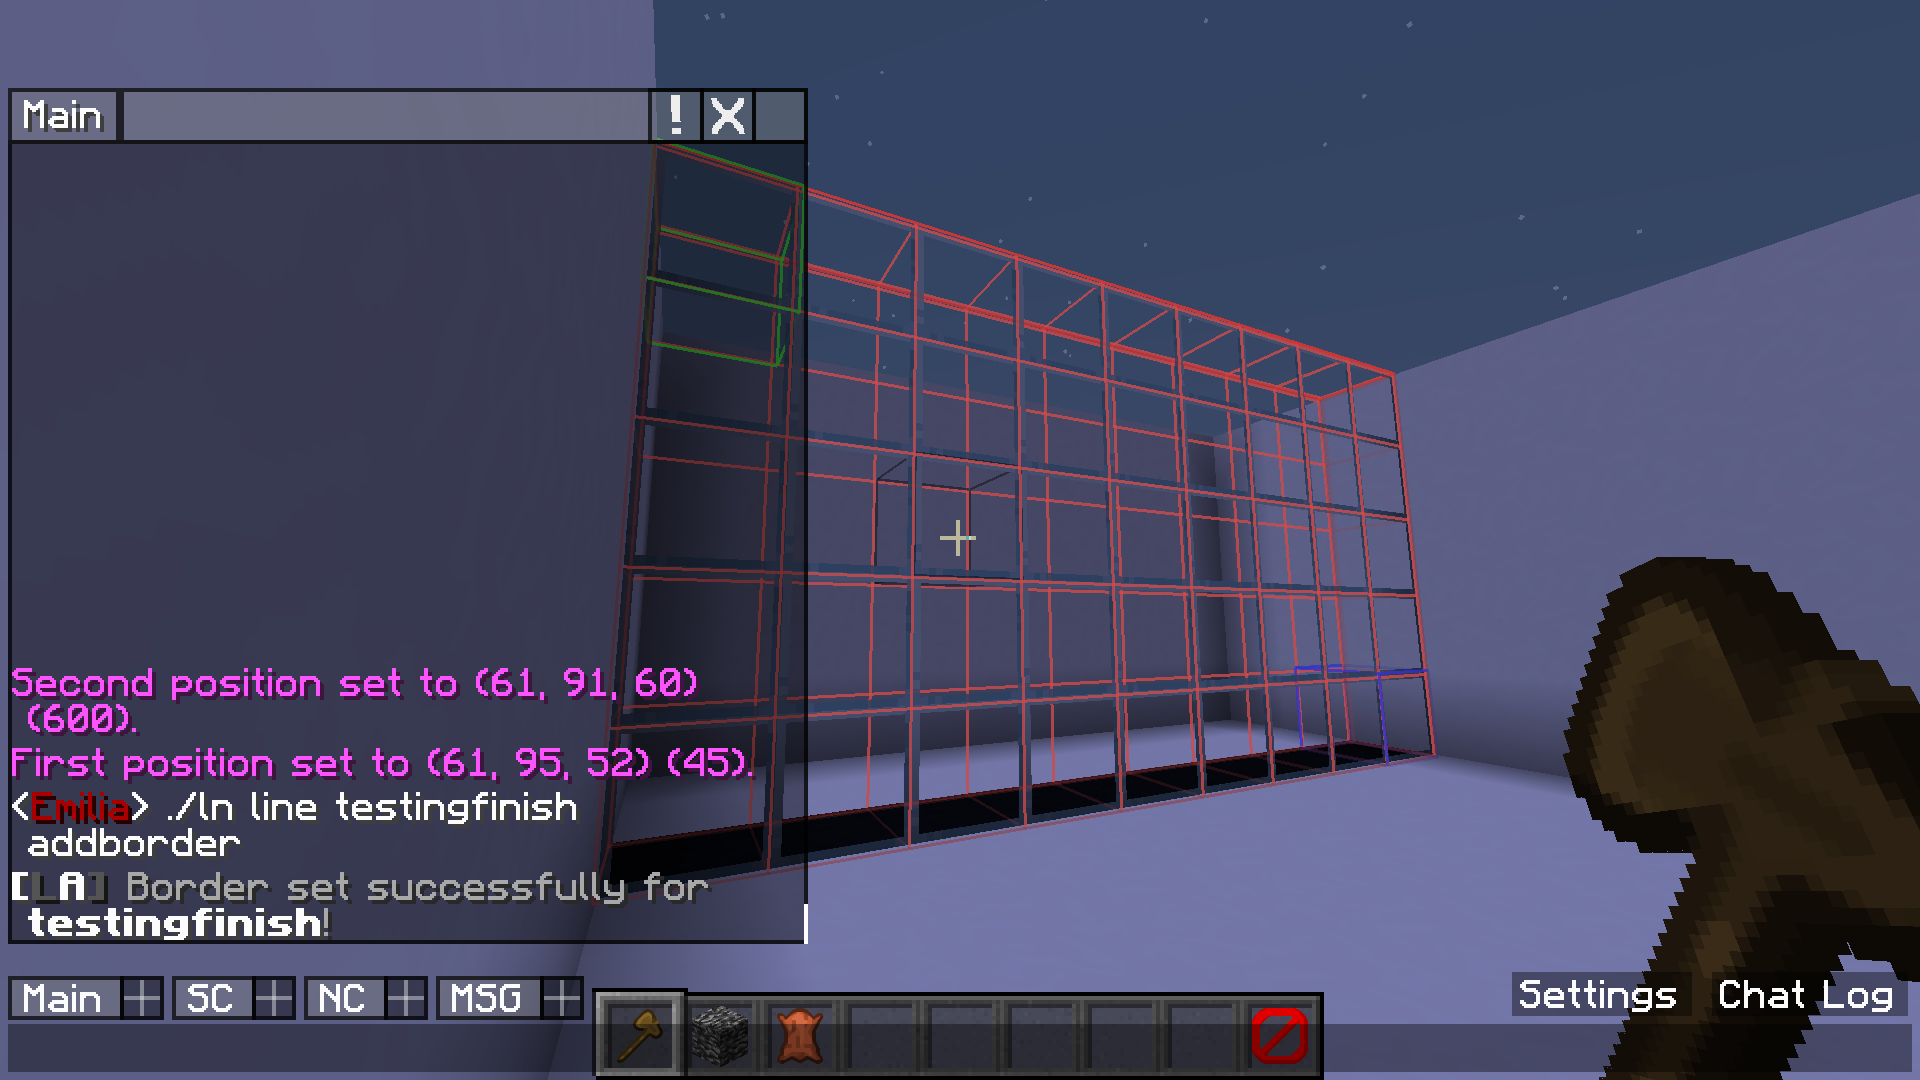 Main ! X
Second position set to (61, 91, 60)
(600).
First position set to (61, 95, 52) (45).
<Emilia> ./ln line testingfinish
addborder
[LA] Border set successfully for
testingfinish!
Main + SC + NC + MSG +
Settings Chat Log